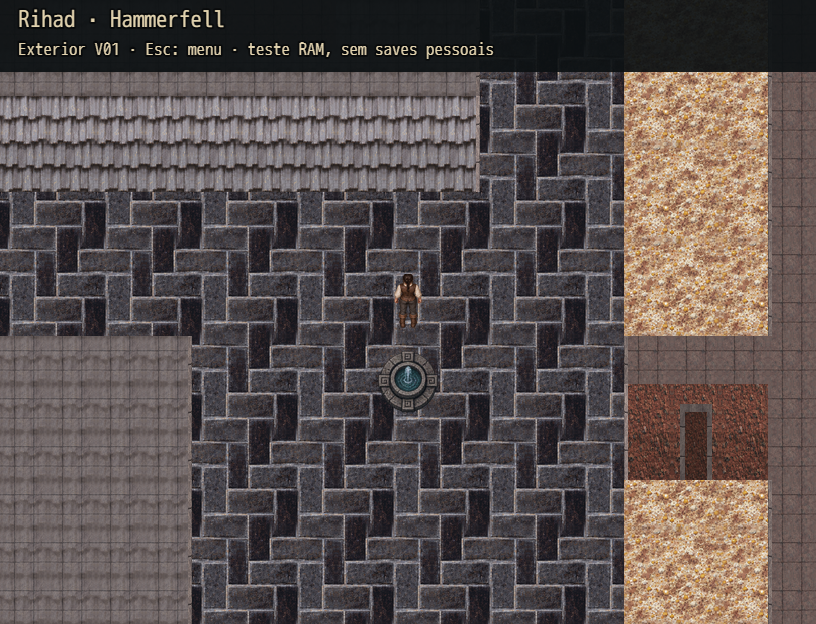 Rihad · Hammerfell
Exterior V01 · Esc: menu · teste RAM, sem saves pessoais